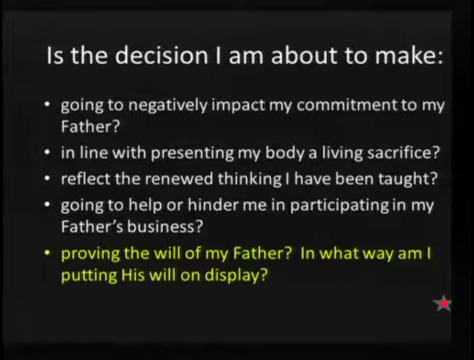 Is the decision I am about to make:
• going to negatively impact my commitment to my
Father?
• in line with presenting my body a living sacrifice?
• reflect the renewed thinking I have been taught?
• going to help or hinder me in participating in my
Father's business?
• proving the will of my Father? In what way am I
putting His will on display?